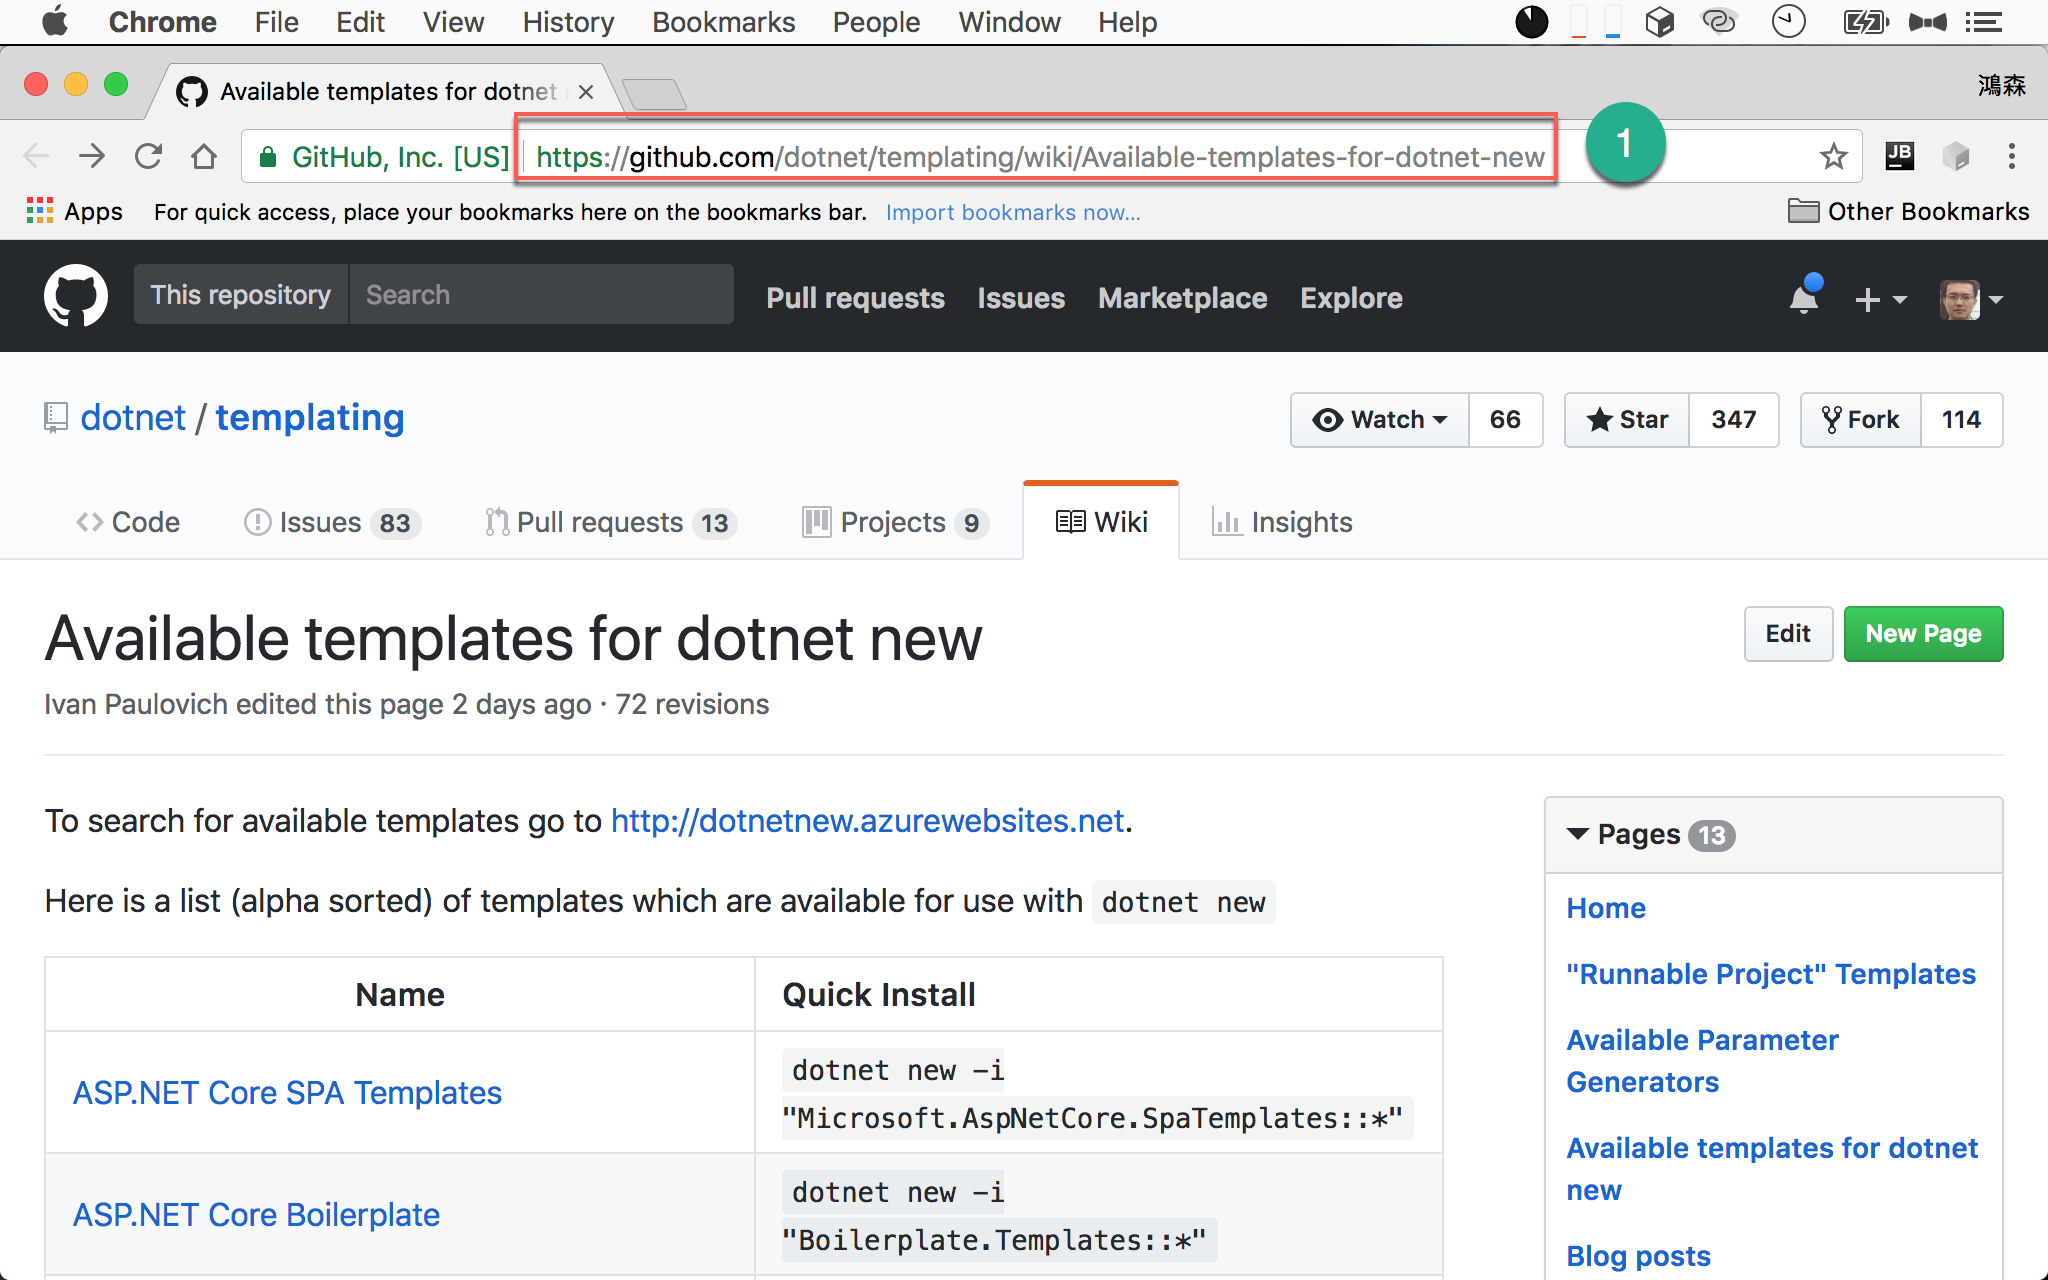 Chrome File Edit View History Bookmarks People Window Help
Available templates for dotnet
鴻森
GitHub, Inc. [US] https://github.com/dotnet/templating/wiki/Available-templates-for-dotnet-new
1
JB
Apps For quick access, place your bookmarks here on the bookmarks bar. Import bookmarks now... Other Bookmarks
This repository Search Pull requests Issues Marketplace Explore
dotnet / templating
Watch 66 Star 347 Fork 114
Code Issues 83 Pull requests 13 Projects 9 Wiki Insights
Available templates for dotnet new
Edit New Page
Ivan Paulovich edited this page 2 days ago · 72 revisions
To search for available templates go to http://dotnetnew.azurewebsites.net.
Here is a list (alpha sorted) of templates which are available for use with dotnet new
Name Quick Install
ASP.NET Core SPA Templates
dotnet new -i
"Microsoft.AspNetCore.SpaTemplates::*"
ASP.NET Core Boilerplate
dotnet new -i
"Boilerplate.Templates::*"
Pages 13
Home
"Runnable Project" Templates
Available Parameter
Generators
Available templates for dotnet
new
Blog posts